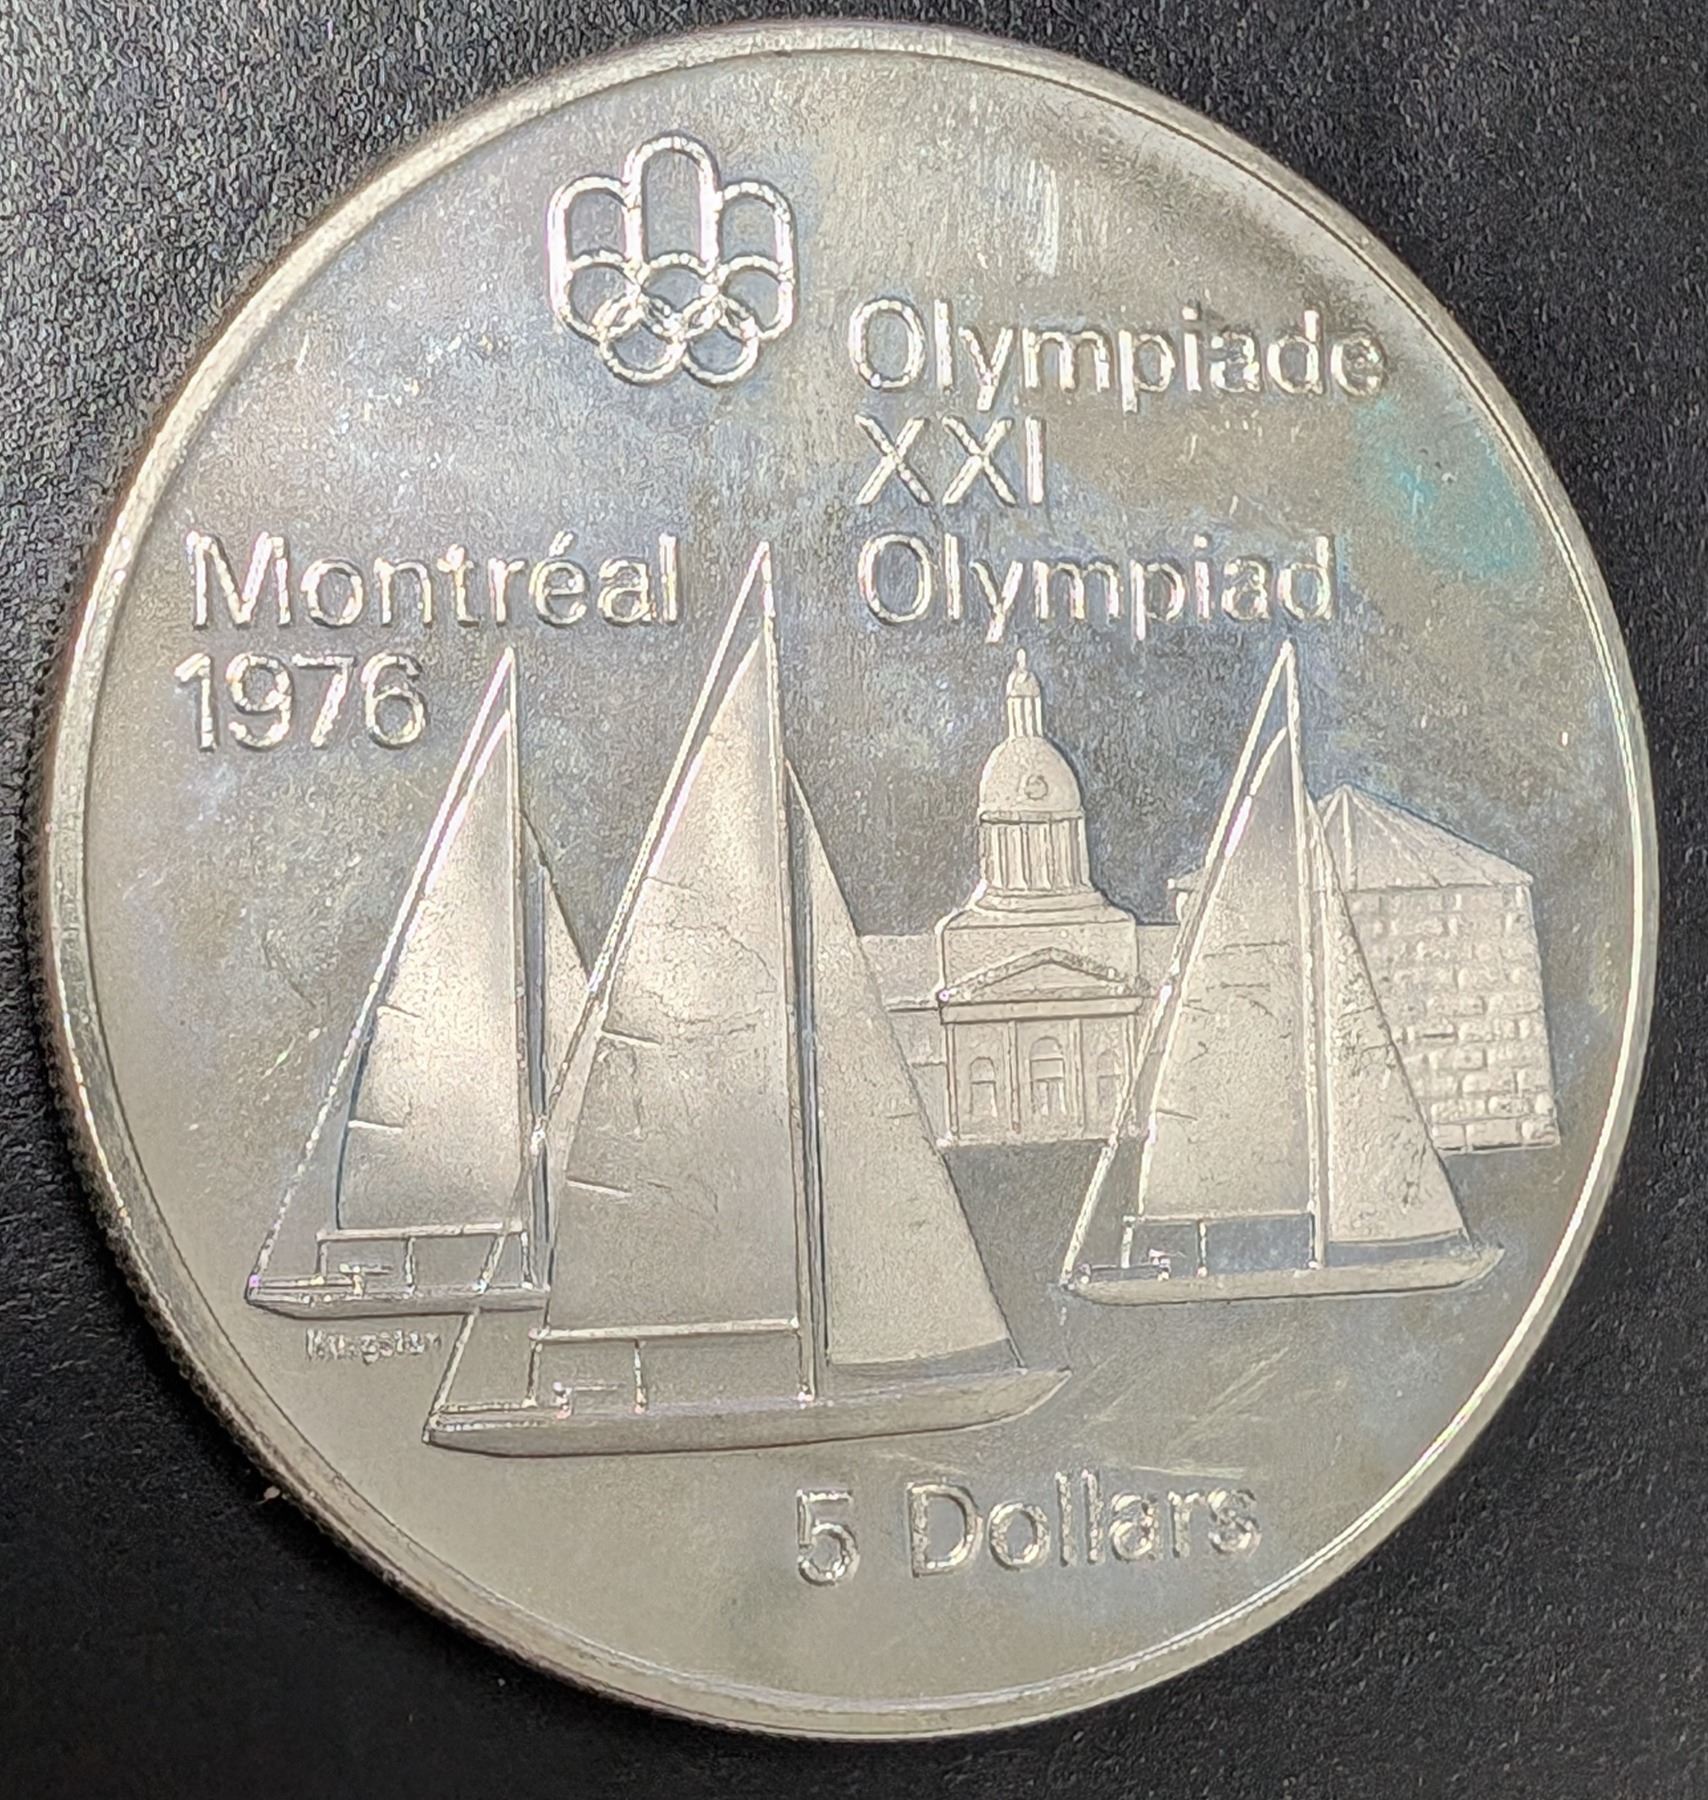 Olympiade
XXI
Olympiad
Montréal
1976
Kingston
5 Dollars